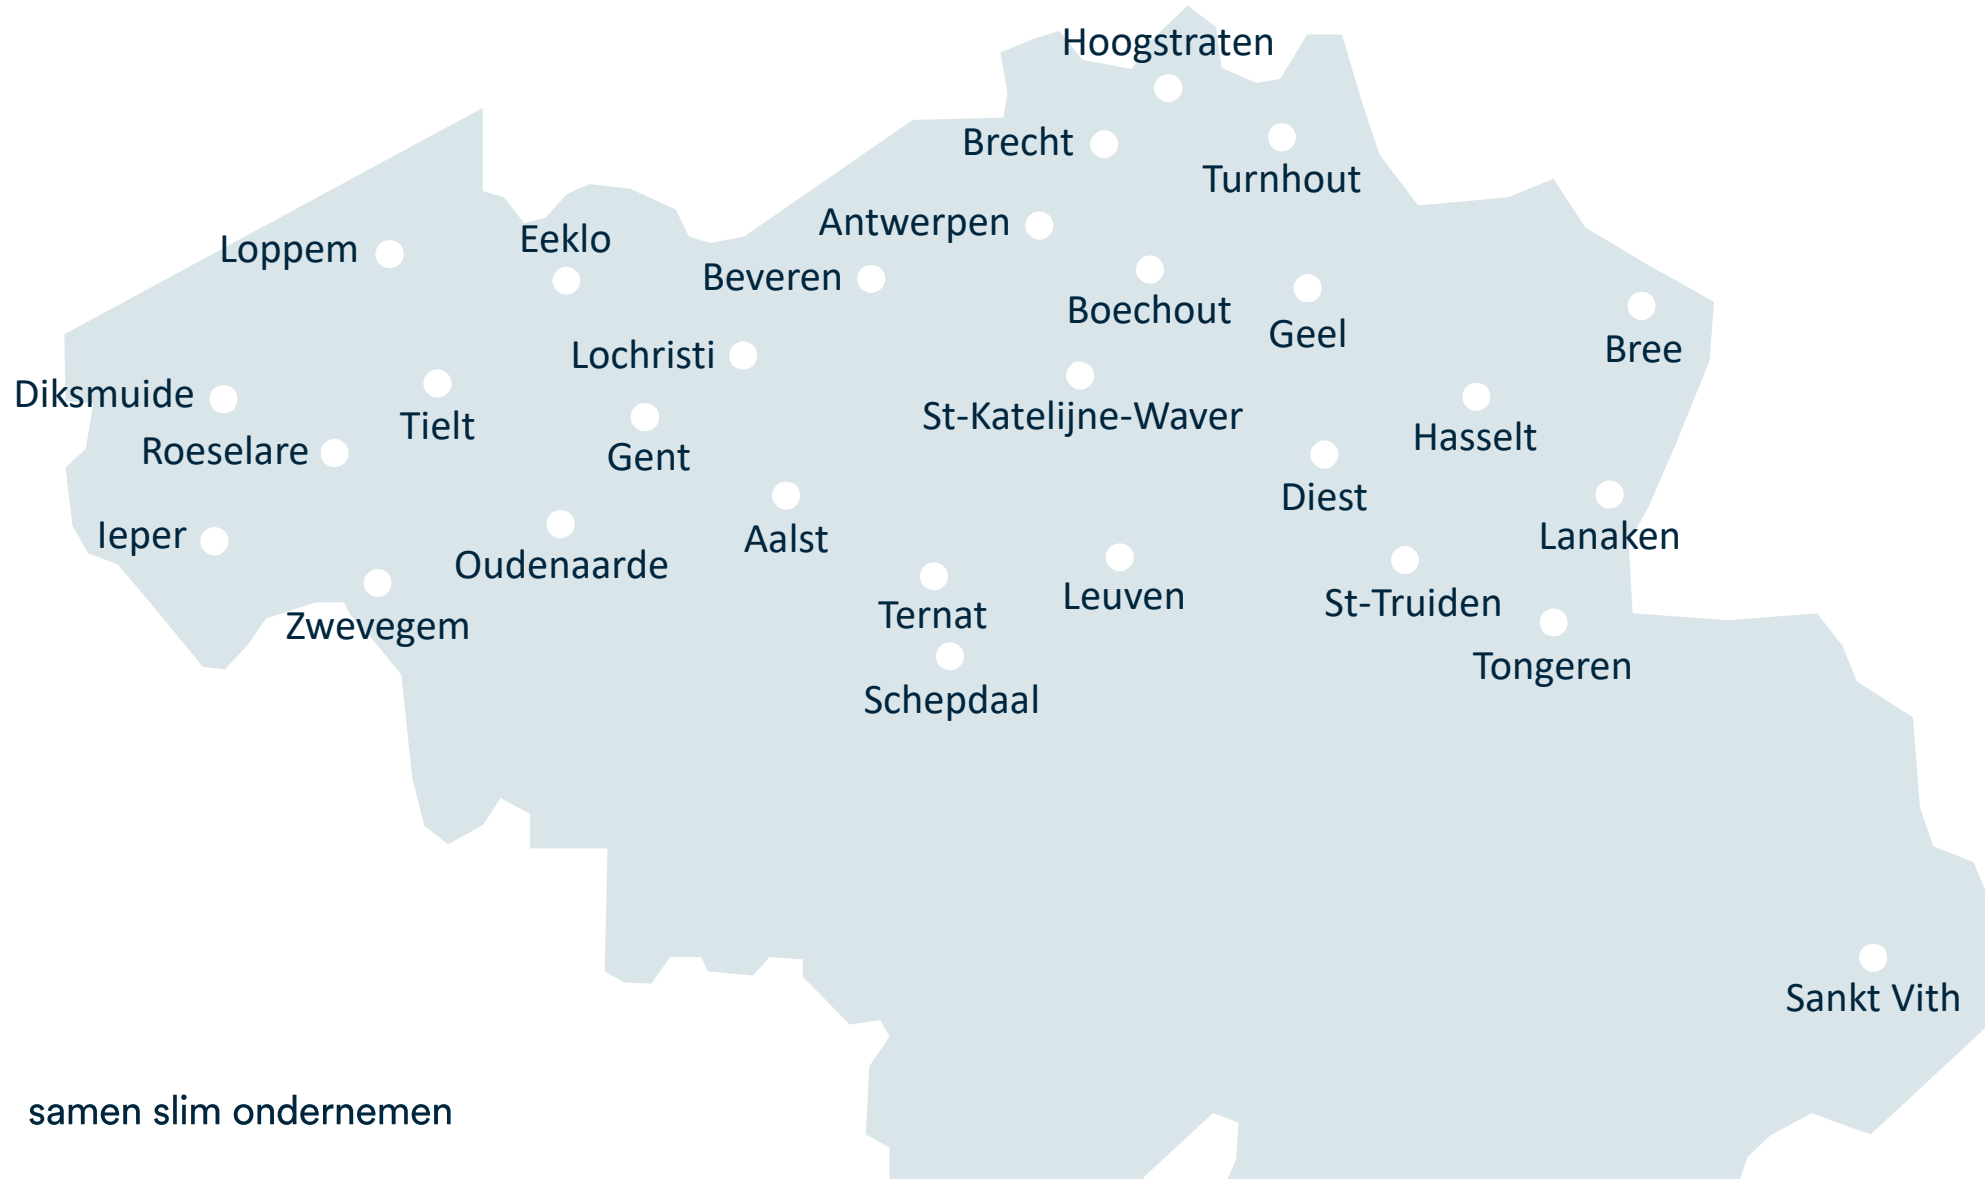 Hoogstraten
Brecht
Turnhout
Antwerpen
Loppem
Eeklo
Beveren
Boechout
Geel
Bree
Lochristi
Diksmuide
Tielt
St-Katelijne-Waver
Hasselt
Roeselare
Gent
Diest
Ieper
Aalst
Lanaken
Oudenaarde
Leuven
St-Truiden
Ternat
Zwevegem
Tongeren
Schepdaal
Sankt Vith
samen slim ondernemen